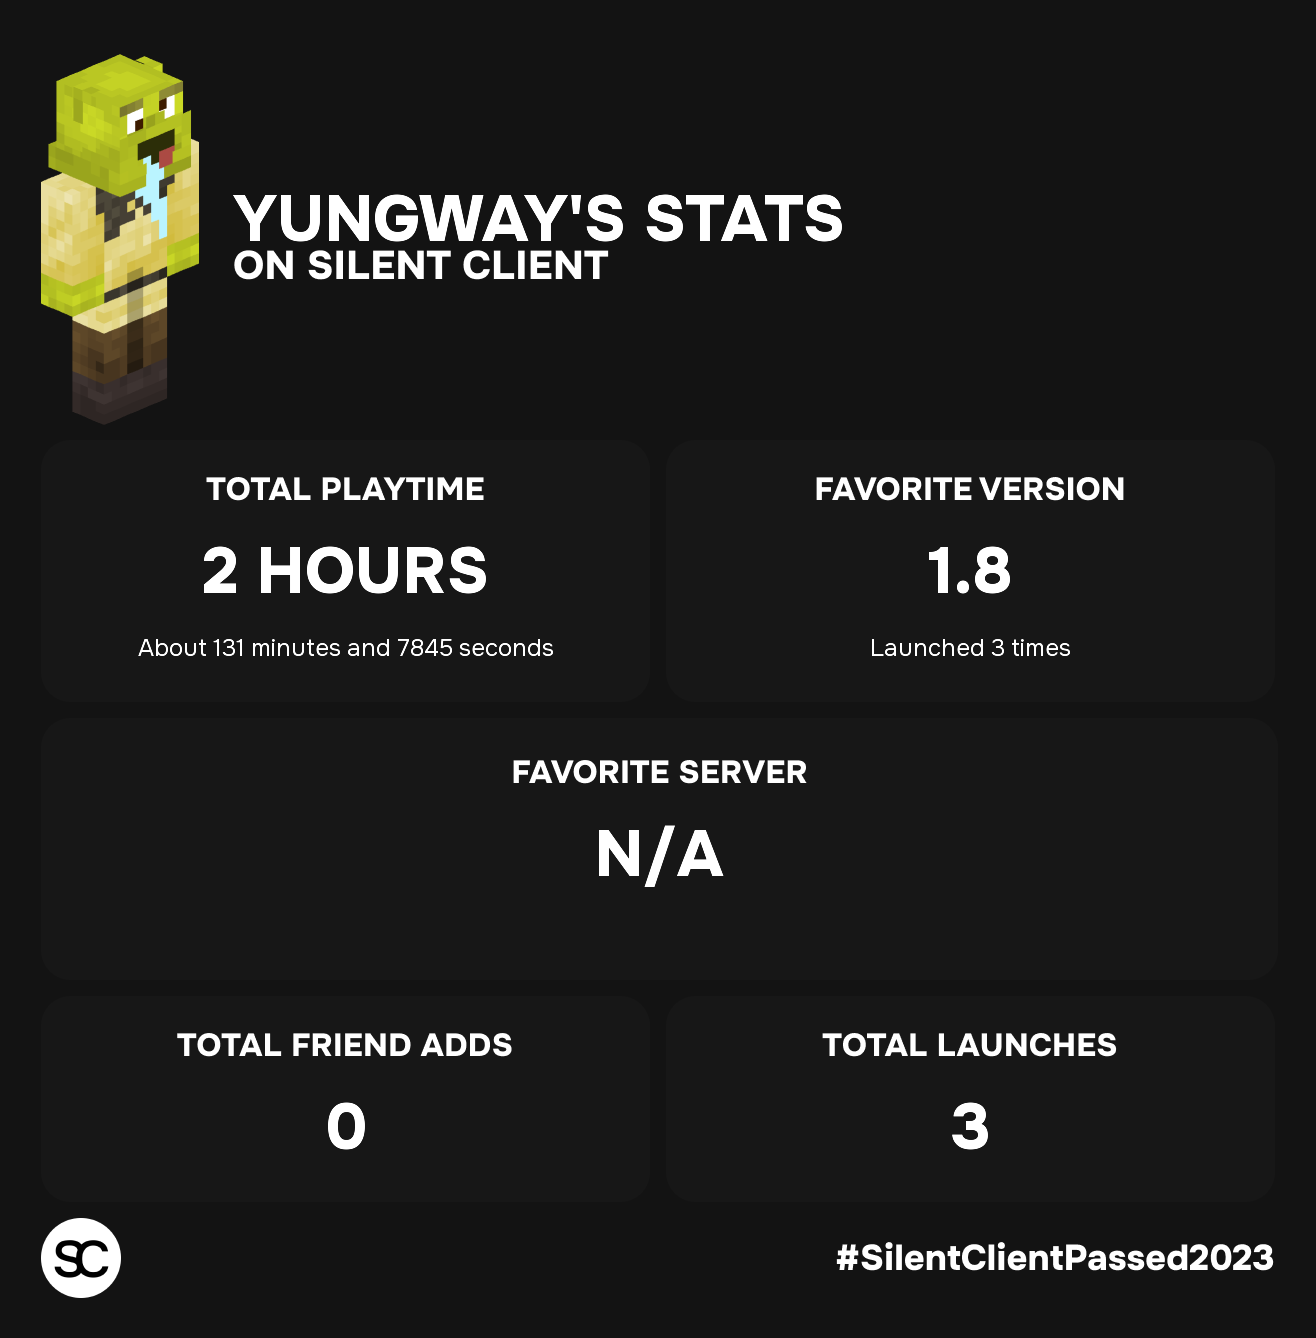 YUNGWAY'S STATS
ON SILENT CLIENT
TOTAL PLAYTIME
2 HOURS
About 131 minutes and 7845 seconds
FAVORITE VERSION
1.8
Launched 3 times
FAVORITE SERVER
N/A
TOTAL FRIEND ADDS
0
TOTAL LAUNCHES
3
SC
#SilentClientPassed2023